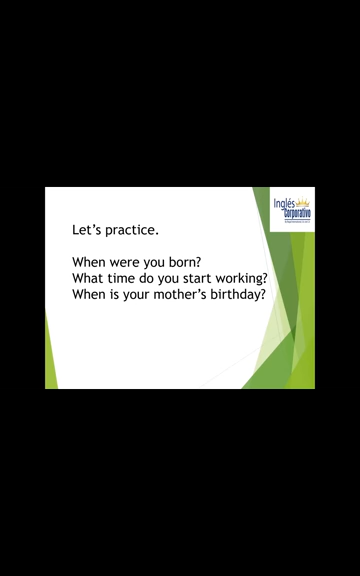 Inglés
Corporativo
Let's practice.
When were you born?
What time do you start working?
When is your mother's birthday?